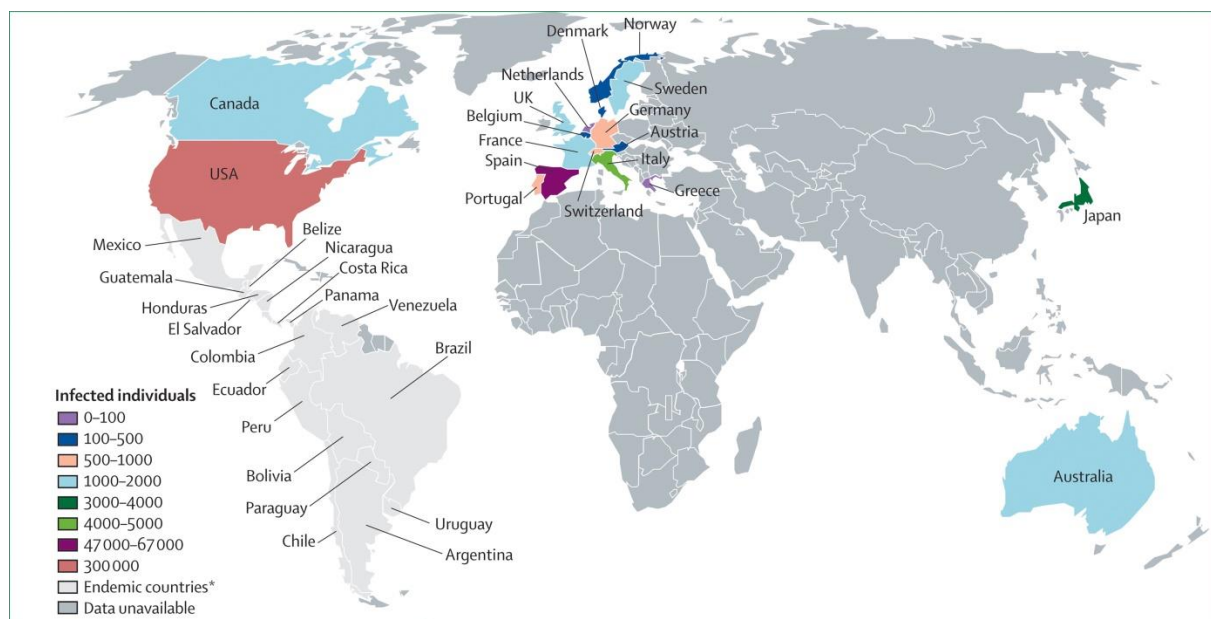 Canada
USA
Mexico
Guatemala
Honduras
El Salvador
Belize
Nicaragua
Costa Rica
Panama
Venezuela
Colombia
Ecuador
Peru
Bolivia
Paraguay
Chile
Brazil
Uruguay
Argentina
Denmark
Norway
Netherlands
UK
Belgium
France
Spain
Portugal
Sweden
Germany
Austria
Italy
Greece
Switzerland
Japan
Australia
Infected individuals
0–100
100–500
500–1000
1000–2000
3000–4000
4000–5000
47 000–67 000
300 000
Endemic countries*
Data unavailable